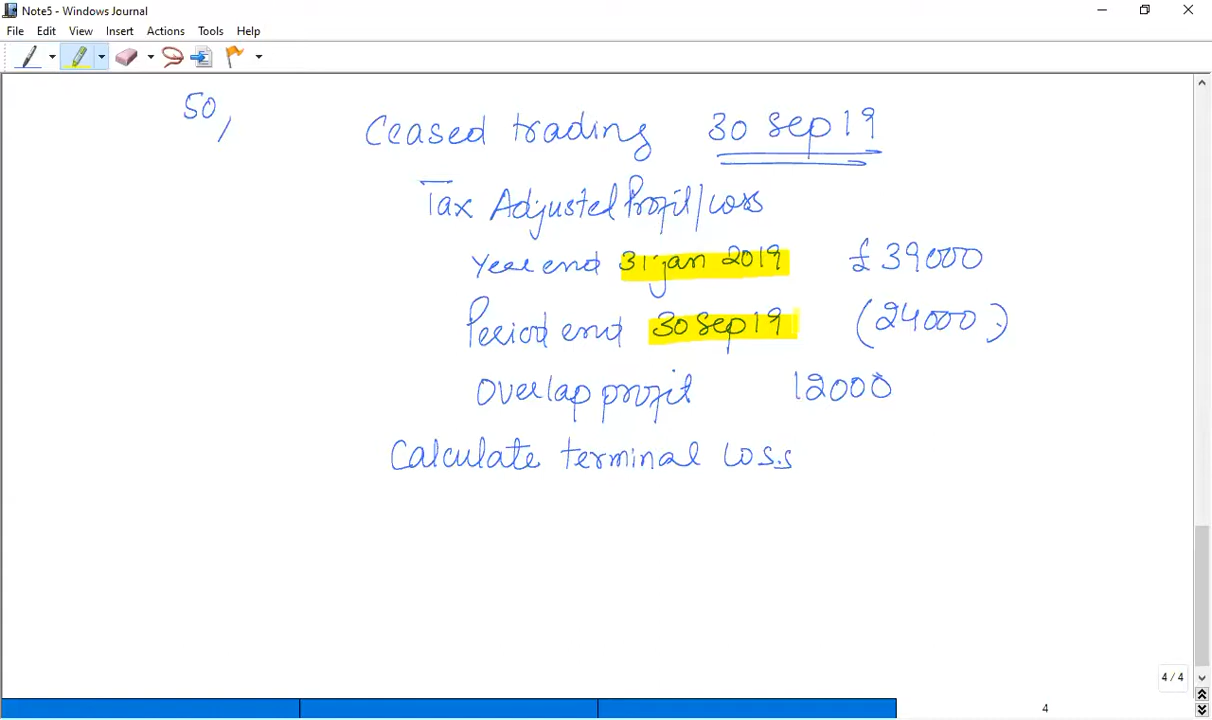 Note5 - Windows Journal
File Edit View Insert Actions Tools Help
50,
Ceased trading 30 Sep 19
Tax Adjusted Profit/Loss
Year end 31 jan 2019 £39000
Period end 30 Sep 19 (24000)
Overlap profit 12000
Calculate terminal loss
4 / 4
4